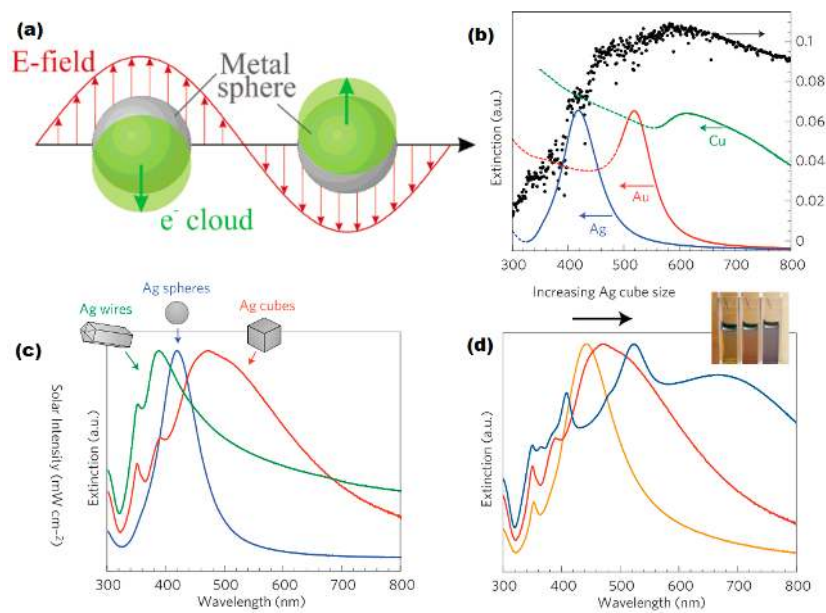 (a)
E-field
Metal
sphere
e⁻ cloud
(b)
Extinction (a.u.)
Cu
Au
Ag
0.1
0.08
0.06
0.04
0.02
0
300 400 500 600 700 800
Increasing Ag cube size
Ag spheres
Ag wires
Ag cubes
(c)
Solar Intensity (mW cm⁻²)
Extinction (a.u.)
300 400 500 600 700 800
Wavelength (nm)
(d)
Extinction (a.u.)
300 400 500 600 700 800
Wavelength (nm)